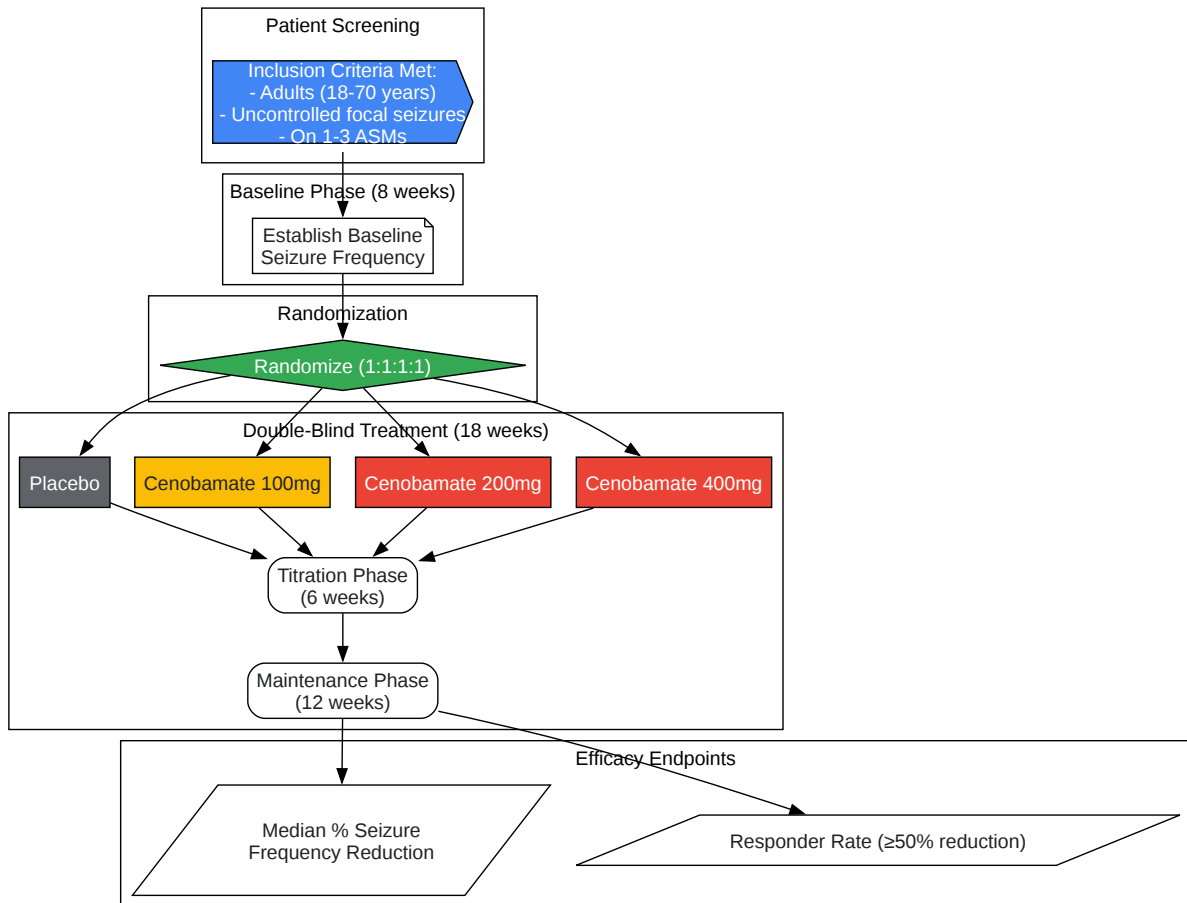 Patient Screening
Inclusion Criteria Met:
- Adults (18-70 years)
- Uncontrolled focal seizures
- On 1-3 ASMs
Baseline Phase (8 weeks)
Establish Baseline
Seizure Frequency
Randomization
Randomize (1:1:1:1)
Double-Blind Treatment (18 weeks)
Placebo
Cenobamate 100mg
Cenobamate 200mg
Cenobamate 400mg
Titration Phase
(6 weeks)
Maintenance Phase
(12 weeks)
Efficacy Endpoints
Median % Seizure
Frequency Reduction
Responder Rate (≥50% reduction)